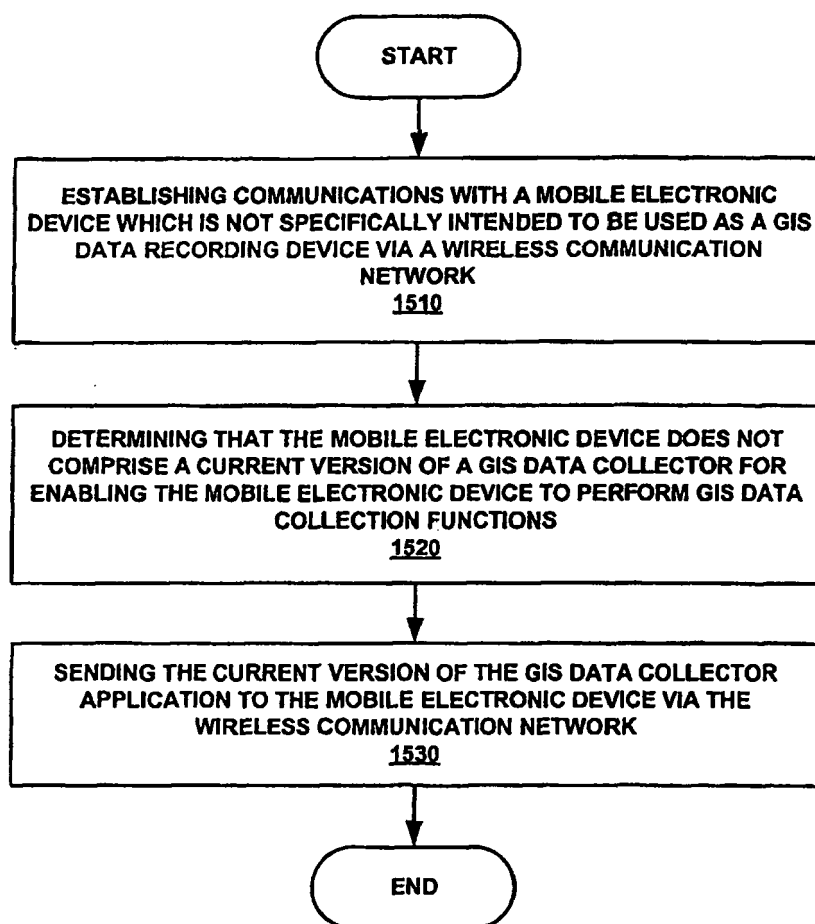 START
ESTABLISHING COMMUNICATIONS WITH A MOBILE ELECTRONIC
DEVICE WHICH IS NOT SPECIFICALLY INTENDED TO BE USED AS A GIS
DATA RECORDING DEVICE VIA A WIRELESS COMMUNICATION
NETWORK
1510
DETERMINING THAT THE MOBILE ELECTRONIC DEVICE DOES NOT
COMPRISE A CURRENT VERSION OF A GIS DATA COLLECTOR FOR
ENABLING THE MOBILE ELECTRONIC DEVICE TO PERFORM GIS DATA
COLLECTION FUNCTIONS
1520
SENDING THE CURRENT VERSION OF THE GIS DATA COLLECTOR
APPLICATION TO THE MOBILE ELECTRONIC DEVICE VIA THE
WIRELESS COMMUNICATION NETWORK
1530
END